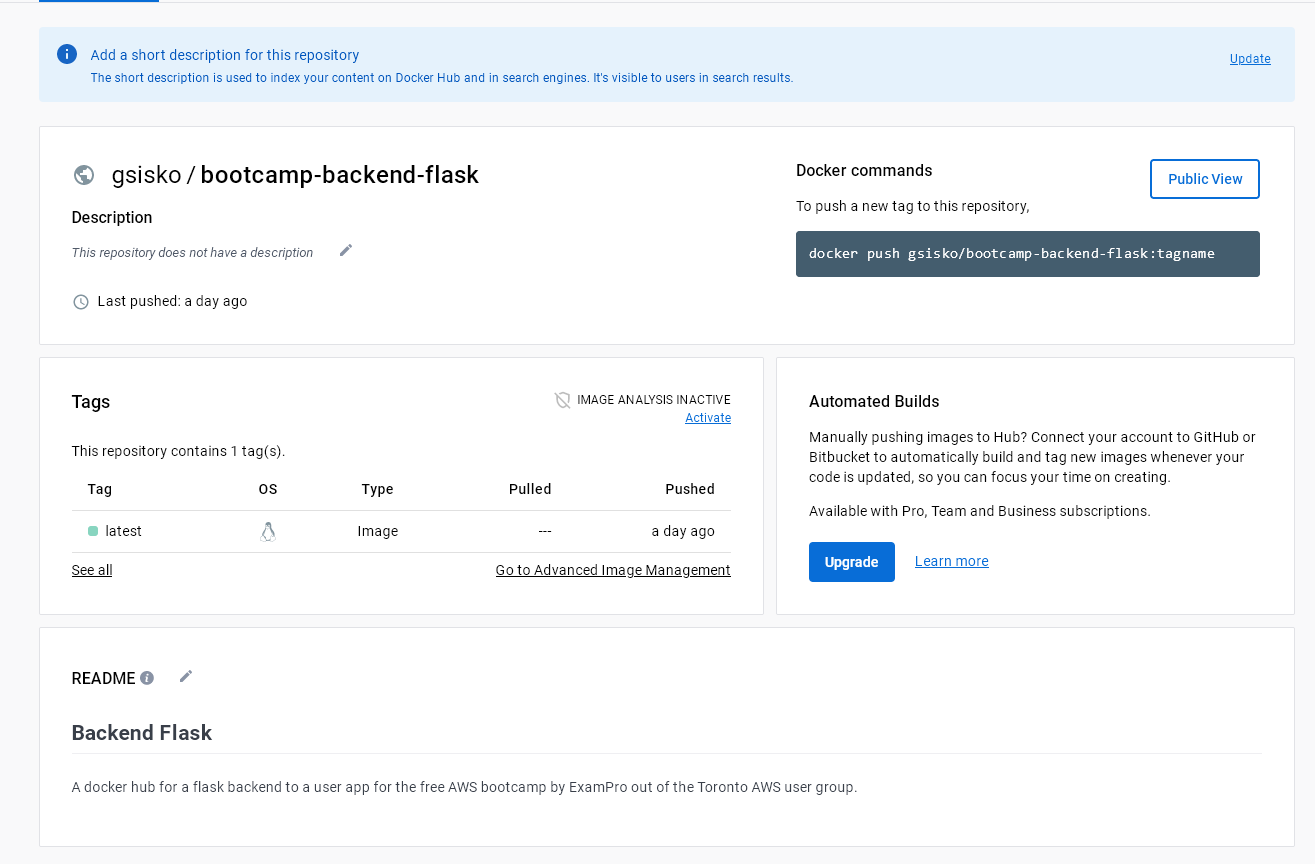 Add a short description for this repository
The short description is used to index your content on Docker Hub and in search engines. It's visible to users in search results.
Update
gsisko / bootcamp-backend-flask
Description
This repository does not have a description
Last pushed: a day ago
Docker commands
Public View
To push a new tag to this repository,
docker push gsisko/bootcamp-backend-flask:tagname
Tags
IMAGE ANALYSIS INACTIVE
Activate
This repository contains 1 tag(s).
Tag OS Type Pulled Pushed
latest Image --- a day ago
See all Go to Advanced Image Management
Automated Builds
Manually pushing images to Hub? Connect your account to GitHub or
Bitbucket to automatically build and tag new images whenever your
code is updated, so you can focus your time on creating.
Available with Pro, Team and Business subscriptions.
Upgrade Learn more
README
Backend Flask
A docker hub for a flask backend to a user app for the free AWS bootcamp by ExamPro out of the Toronto AWS user group.